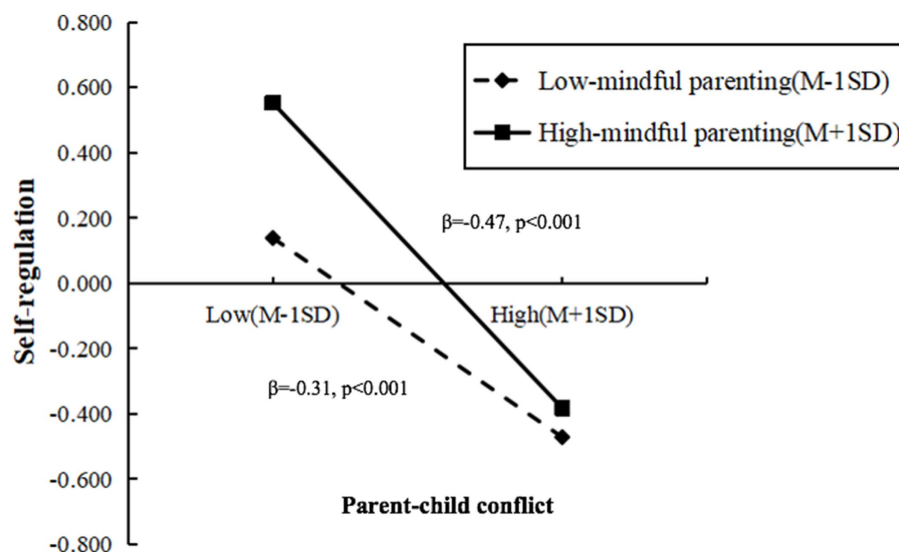 0.800
0.600
0.400
0.200
0.000
-0.200
-0.400
-0.600
-0.800
Self-regulation
Low-mindful parenting(M-1SD)
High-mindful parenting(M+1SD)
β=-0.47, p<0.001
Low(M-1SD)
High(M+1SD)
β=-0.31, p<0.001
Parent-child conflict